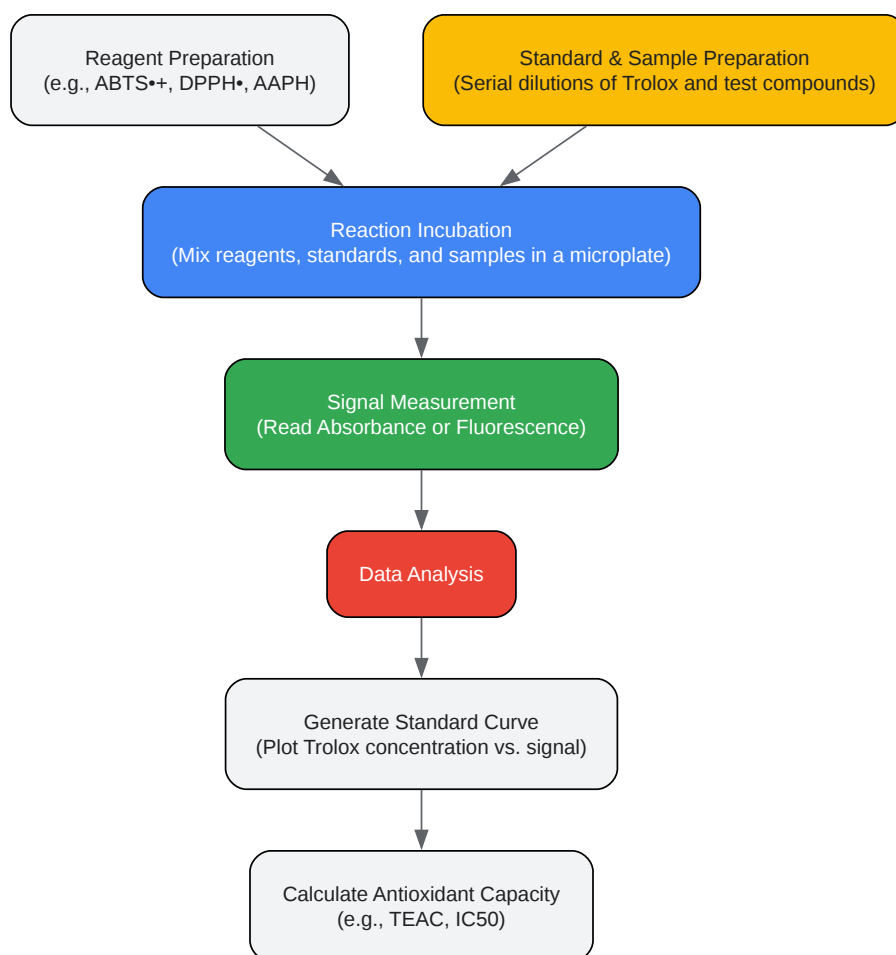 Reagent Preparation
(e.g., ABTS•+, DPPH•, AAPH)
Standard & Sample Preparation
(Serial dilutions of Trolox and test compounds)
Reaction Incubation
(Mix reagents, standards, and samples in a microplate)
Signal Measurement
(Read Absorbance or Fluorescence)
Data Analysis
Generate Standard Curve
(Plot Trolox concentration vs. signal)
Calculate Antioxidant Capacity
(e.g., TEAC, IC50)